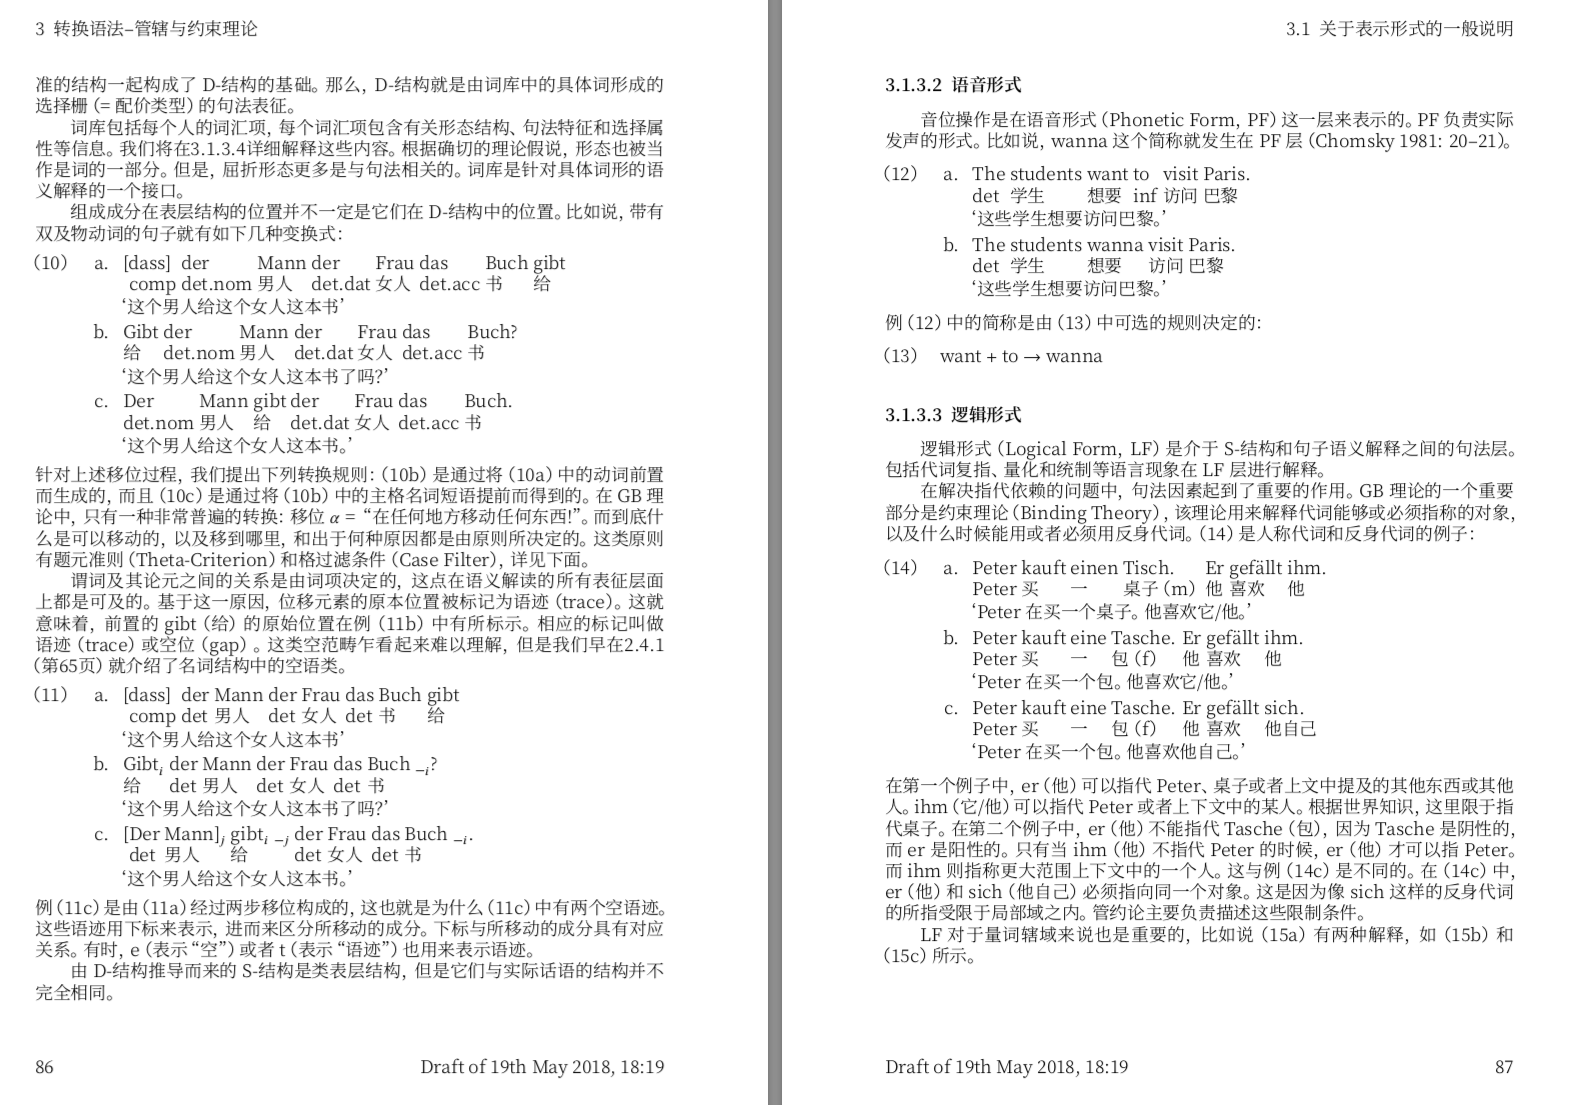 3 转换语法–管辖与约束理论
准的结构一起构成了 D-结构的基础。那么, D-结构就是由词库中的具体词形成的
选择栅 (= 配价类型) 的句法表征。
词库包括每个人的词汇项, 每个词汇项包含有关形态结构、句法特征和选择属
性等信息。我们将在3.1.3.4详细解释这些内容。根据确切的理论假说, 形态也被当
作是词的一部分。但是, 屈折形态更多是与句法相关的。词库是针对具体词形的语
义解释的一个接口。
组成成分在表层结构的位置并不一定是它们在 D-结构中的位置。比如说, 带有
双及物动词的句子就有如下几种变换式:
(10) a. [dass] der Mann der Frau das Buch gibt
comp det.nom 男人 det.dat 女人 det.acc 书 给
‘这个男人给这个女人这本书’
b. Gibt der Mann der Frau das Buch?
给 det.nom 男人 det.dat 女人 det.acc 书
‘这个男人给这个女人这本书了吗?’
c. Der Mann gibt der Frau das Buch.
det.nom 男人 给 det.dat 女人 det.acc 书
‘这个男人给这个女人这本书。’
针对上述移位过程, 我们提出下列转换规则: (10b) 是通过将 (10a) 中的动词前置
而生成的, 而且 (10c) 是通过将 (10b) 中的主格名词短语提前而得到的。在 GB 理
论中, 只有一种非常普遍的转换: 移位 α = “在任何地方移动任何东西!”。而到底什
么是可以移动的, 以及移到哪里, 和出于何种原因都是由原则所决定的。这类原则
有题元准则 (Theta-Criterion) 和格过滤条件 (Case Filter), 详见下面。
谓词及其论元之间的关系是由词项决定的, 这点在语义解读的所有表征层面
上都是可及的。基于这一原因, 位移元素的原本位置被标记为语迹 (trace)。这就
意味着, 前置的 gibt (给) 的原始位置在例 (11b) 中有所标示。相应的标记叫做
语迹 (trace) 或空位 (gap) 。这类空范畴乍看起来难以理解, 但是我们早在2.4.1
(第65页) 就介绍了名词结构中的空语类。
(11) a. [dass] der Mann der Frau das Buch gibt
comp det 男人 det 女人 det 书 给
‘这个男人给这个女人这本书’
b. Gibtᵢ der Mann der Frau das Buch _ᵢ?
给 det 男人 det 女人 det 书
‘这个男人给这个女人这本书了吗?’
c. [Der Mann]ⱼ gibtᵢ _ⱼ der Frau das Buch _ᵢ.
det 男人 给 det 女人 det 书
‘这个男人给这个女人这本书。’
例 (11c) 是由 (11a) 经过两步移位构成的, 这也就是为什么 (11c) 中有两个空语迹。
这些语迹用下标来表示, 进而来区分所移动的成分。下标与所移动的成分具有对应
关系。有时, e (表示 “空”) 或者 t (表示 “语迹”) 也用来表示语迹。
由 D-结构推导而来的 S-结构是类表层结构, 但是它们与实际话语的结构并不
完全相同。
86 Draft of 19th May 2018, 18:19
3.1 关于表示形式的一般说明
3.1.3.2 语音形式
音位操作是在语音形式 (Phonetic Form, PF) 这一层来表示的。PF 负责实际
发声的形式。比如说, wanna 这个简称就发生在 PF 层 (Chomsky 1981: 20–21)。
(12) a. The students want to visit Paris.
det 学生 想要 inf 访问 巴黎
‘这些学生想要访问巴黎。’
b. The students wanna visit Paris.
det 学生 想要 访问 巴黎
‘这些学生想要访问巴黎。’
例 (12) 中的简称是由 (13) 中可选的规则决定的:
(13) want + to → wanna
3.1.3.3 逻辑形式
逻辑形式 (Logical Form, LF) 是介于 S-结构和句子语义解释之间的句法层。
包括代词复指、量化和统制等语言现象在 LF 层进行解释。
在解决指代依赖的问题中, 句法因素起到了重要的作用。GB 理论的一个重要
部分是约束理论 (Binding Theory) , 该理论用来解释代词能够或必须指称的对象,
以及什么时候能用或者必须用反身代词。(14) 是人称代词和反身代词的例子:
(14) a. Peter kauft einen Tisch. Er gefällt ihm.
Peter 买 一 桌子 (m) 他 喜欢 他
‘Peter 在买一个桌子。他喜欢它/他。’
b. Peter kauft eine Tasche. Er gefällt ihm.
Peter 买 一 包 (f) 他 喜欢 他
‘Peter 在买一个包。他喜欢它/他。’
c. Peter kauft eine Tasche. Er gefällt sich.
Peter 买 一 包 (f) 他 喜欢 他自己
‘Peter 在买一个包。他喜欢他自己。’
在第一个例子中, er (他) 可以指代 Peter、桌子或者上文中提及的其他东西或其他
人。ihm (它/他) 可以指代 Peter 或者上下文中的某人。根据世界知识, 这里限于指
代桌子。在第二个例子中, er (他) 不能指代 Tasche (包), 因为 Tasche 是阴性的,
而 er 是阳性的。只有当 ihm (他) 不指代 Peter 的时候, er (他) 才可以指 Peter。
而 ihm 则指称更大范围上下文中的一个人。这与例 (14c) 是不同的。在 (14c) 中,
er (他) 和 sich (他自己) 必须指向同一个对象。这是因为像 sich 这样的反身代词
的所指受限于局部域之内。管约论主要负责描述这些限制条件。
LF 对于量词辖域来说也是重要的, 比如说 (15a) 有两种解释, 如 (15b) 和
(15c) 所示。
Draft of 19th May 2018, 18:19 87